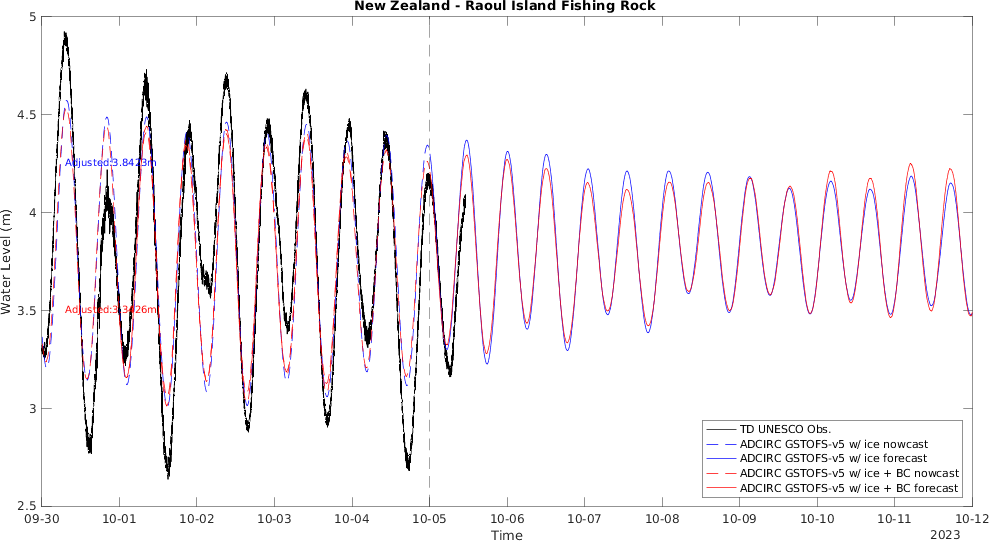 New Zealand - Raoul Island Fishing Rock
Water Level (m)
5
4.5
4
3.5
3
2.5
Adjusted:3.8423m
Adjusted:3.3426m
TD UNESCO Obs.
ADCIRC GSTOFS-v5 w/ ice nowcast
ADCIRC GSTOFS-v5 w/ ice forecast
ADCIRC GSTOFS-v5 w/ ice + BC nowcast
ADCIRC GSTOFS-v5 w/ ice + BC forecast
09-30 10-01 10-02 10-03 10-04 10-05 10-06 10-07 10-08 10-09 10-10 10-11 10-12
Time
2023